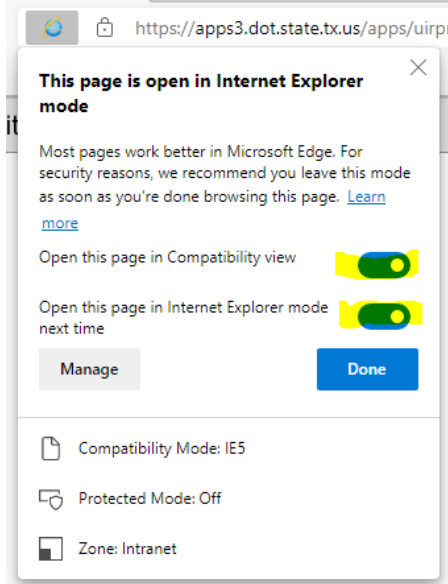 https://apps3.dot.state.tx.us/apps/uirp
This page is open in Internet Explorer
mode
it
Most pages work better in Microsoft Edge. For
security reasons, we recommend you leave this mode
as soon as you're done browsing this page. Learn
more
Open this page in Compatibility view
Open this page in Internet Explorer mode
next time
Manage
Done
Compatibility Mode: IE5
Protected Mode: Off
Zone: Intranet